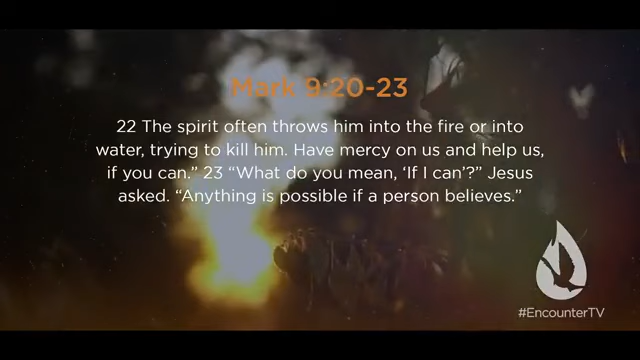 Mark 9:20-23
22 The spirit often throws him into the fire or into
water, trying to kill him. Have mercy on us and help us,
if you can.” 23 “What do you mean, ‘If I can’?” Jesus
asked. “Anything is possible if a person believes.”
#EncounterTV